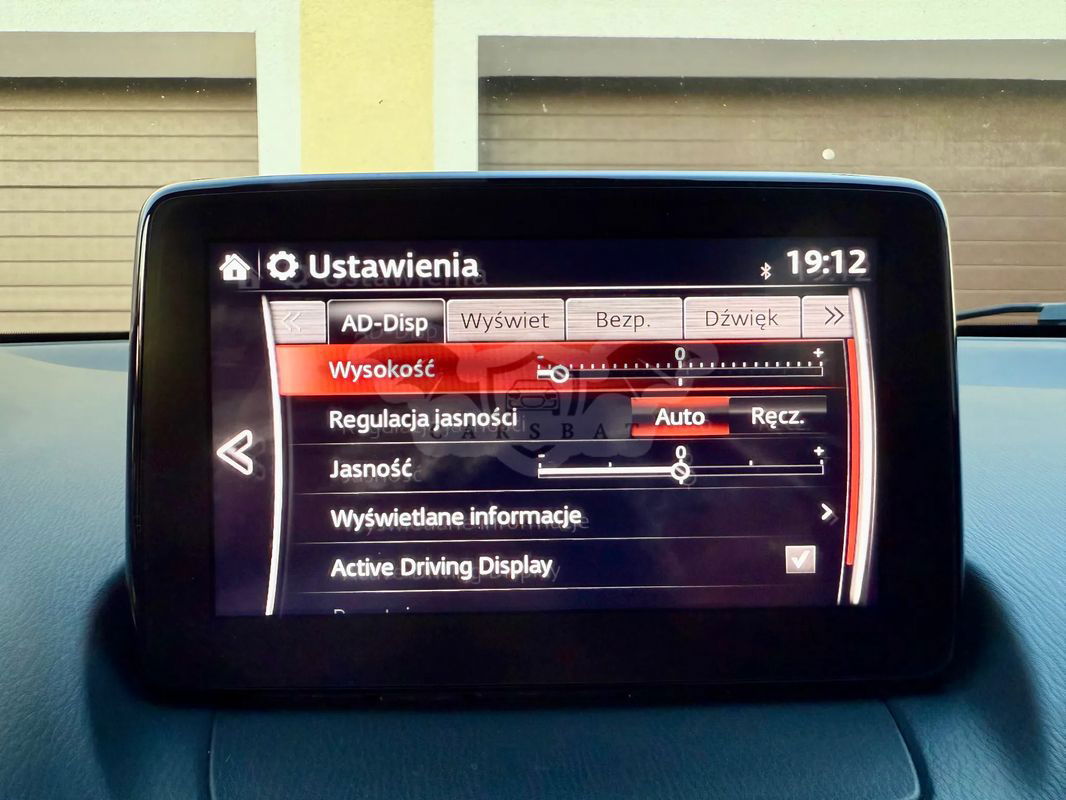 Ustawienia 19:12
AD-Disp Wyświet Bezp. Dźwięk
Wysokość - 0 +
Regulacja jasności Auto Ręcz.
CARSBAT
Jasność - 0 +
Wyświetlane informacje
Active Driving Display